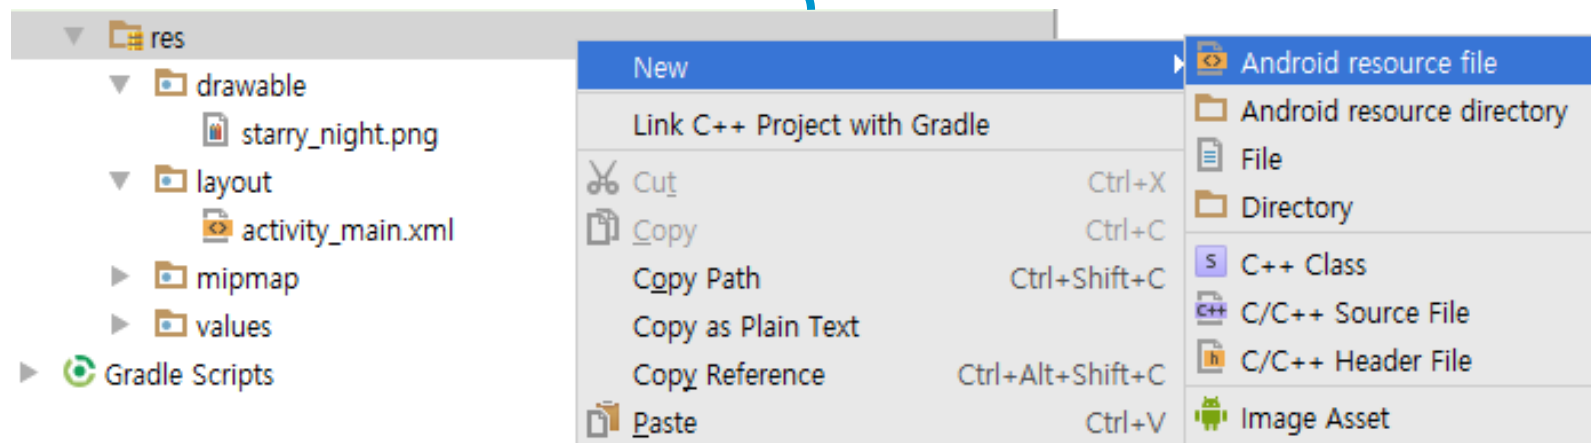 res
drawable
starry_night.png
layout
activity_main.xml
mipmap
values
Gradle Scripts
New
Link C++ Project with Gradle
Cut Ctrl+X
Copy Ctrl+C
Copy Path Ctrl+Shift+C
Copy as Plain Text
Copy Reference Ctrl+Alt+Shift+C
Paste Ctrl+V
Android resource file
Android resource directory
File
Directory
S C++ Class
C++ C/C++ Source File
h C/C++ Header File
Image Asset